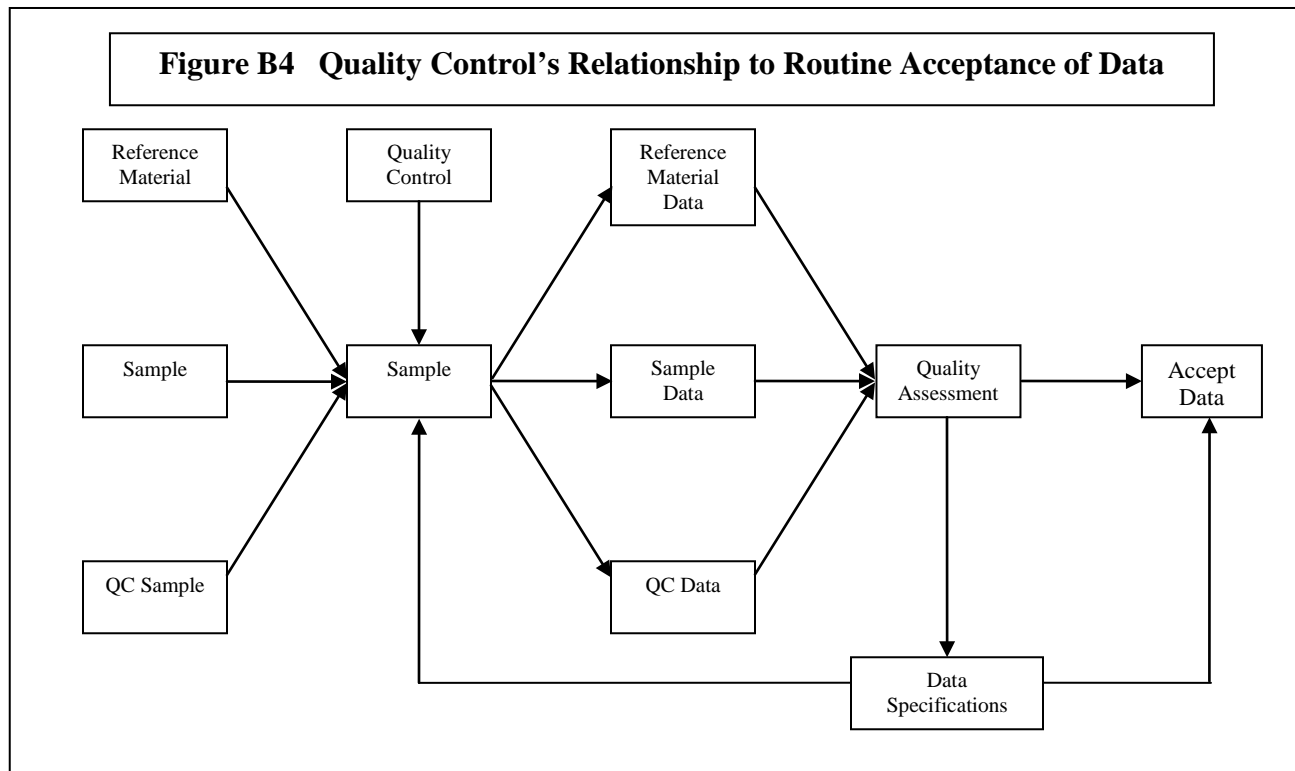 Figure B4   Quality Control’s Relationship to Routine Acceptance of Data
Reference
Material
Quality
Control
Reference
Material
Data
Sample
Sample
Sample
Data
Quality
Assessment
Accept
Data
QC Sample
QC Data
Data
Specifications